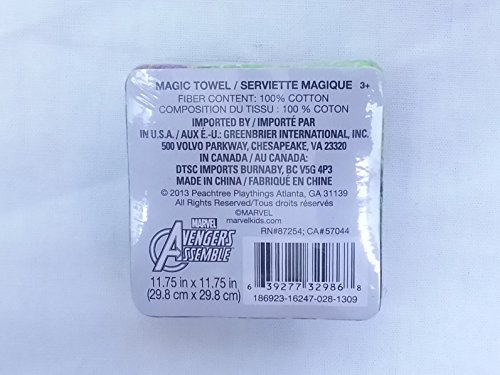 MAGIC TOWEL / SERVIETTE MAGIQUE 3+
FIBER CONTENT: 100% COTTON
COMPOSITION DU TISSU : 100 % COTON
IMPORTED BY / IMPORTÉ PAR
IN U.S.A. / AUX É.-U.: GREENBRIER INTERNATIONAL, INC.
500 VOLVO PARKWAY, CHESAPEAKE, VA 23320
IN CANADA / AU CANADA:
DTSC IMPORTS BURNABY, BC V5G 4P3
MADE IN CHINA / FABRIQUÉ EN CHINE
© 2013 Peachtree Playthings Atlanta, GA 31139
All Rights Reserved/Tous droits réservés
©MARVEL
marvelkids.com
RN#87254; CA#57044
MARVEL
AVENGERS
ASSEMBLE
11.75 in x 11.75 in
(29.8 cm x 29.8 cm)
6 39277 32986 8
186923-16247-028-1309